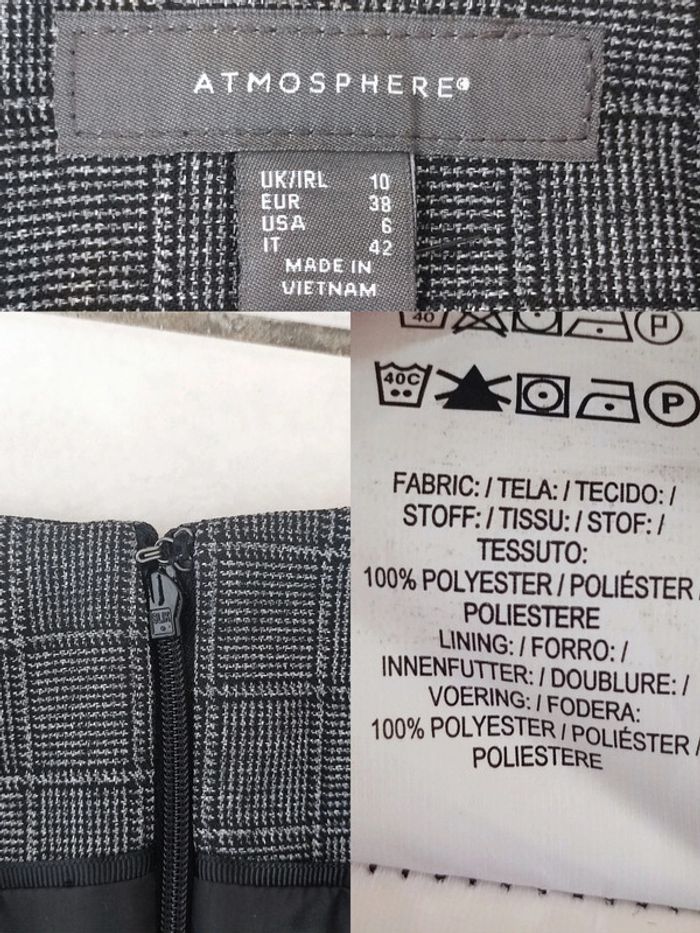 ATMOSPHERE
UK/IRL 10
EUR 38
USA 6
IT 42
MADE IN
VIETNAM
40 P
40C P
FABRIC: / TELA: / TECIDO: /
STOFF: / TISSU: / STOF: /
TESSUTO:
100% POLYESTER / POLIÉSTER /
POLIESTERE
LINING: / FORRO: /
INNENFUTTER: / DOUBLURE: /
VOERING: / FODERA:
100% POLYESTER / POLIÉSTER /
POLIESTERE